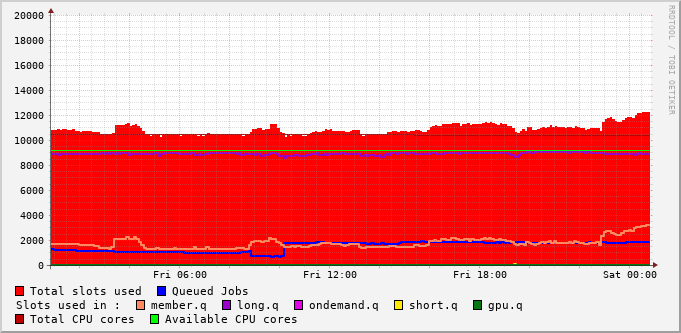 RRDTOOL / TOBI OETIKER
20000
18000
16000
14000
12000
10000
8000
6000
4000
2000
0
Fri 06:00 Fri 12:00 Fri 18:00 Sat 00:00
Total slots used Queued Jobs
Slots used in : member.q long.q ondemand.q short.q gpu.q
Total CPU cores Available CPU cores